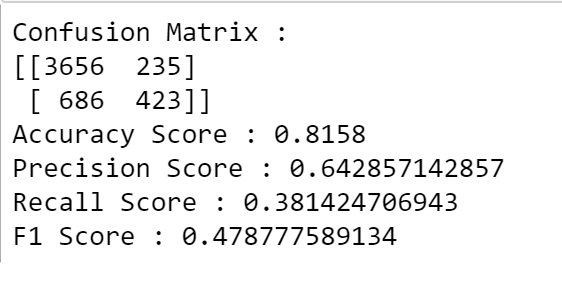 Confusion Matrix :
[[3656  235]
 [ 686  423]]
Accuracy Score : 0.8158
Precision Score : 0.642857142857
Recall Score : 0.381424706943
F1 Score : 0.478777589134